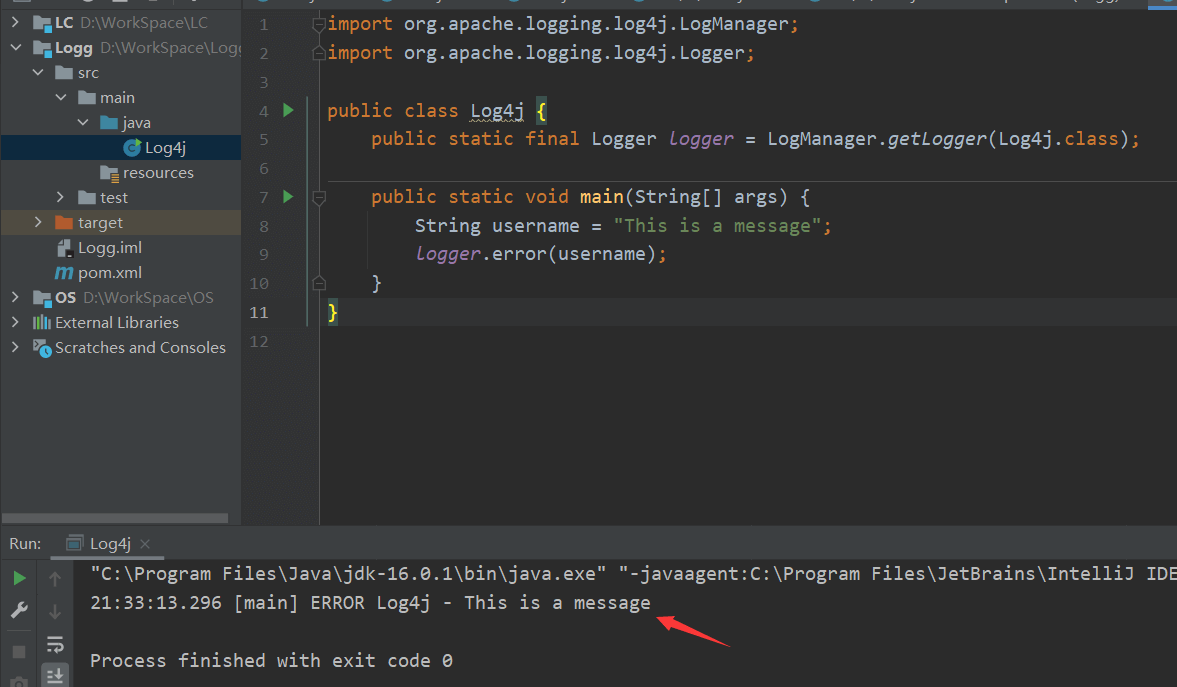 LC D:\WorkSpace\LC
Logg D:\WorkSpace\Logg
src
main
java
Log4j
resources
test
target
Logg.iml
pom.xml
OS D:\WorkSpace\OS
External Libraries
Scratches and Consoles
1 import org.apache.logging.log4j.LogManager;
2 import org.apache.logging.log4j.Logger;
3
4 public class Log4j {
5 public static final Logger logger = LogManager.getLogger(Log4j.class);
6
7 public static void main(String[] args) {
8 String username = "This is a message";
9 logger.error(username);
10 }
11 }
12
Run: Log4j
"C:\Program Files\Java\jdk-16.0.1\bin\java.exe" "-javaagent:C:\Program Files\JetBrains\IntelliJ IDE
21:33:13.296 [main] ERROR Log4j - This is a message
Process finished with exit code 0